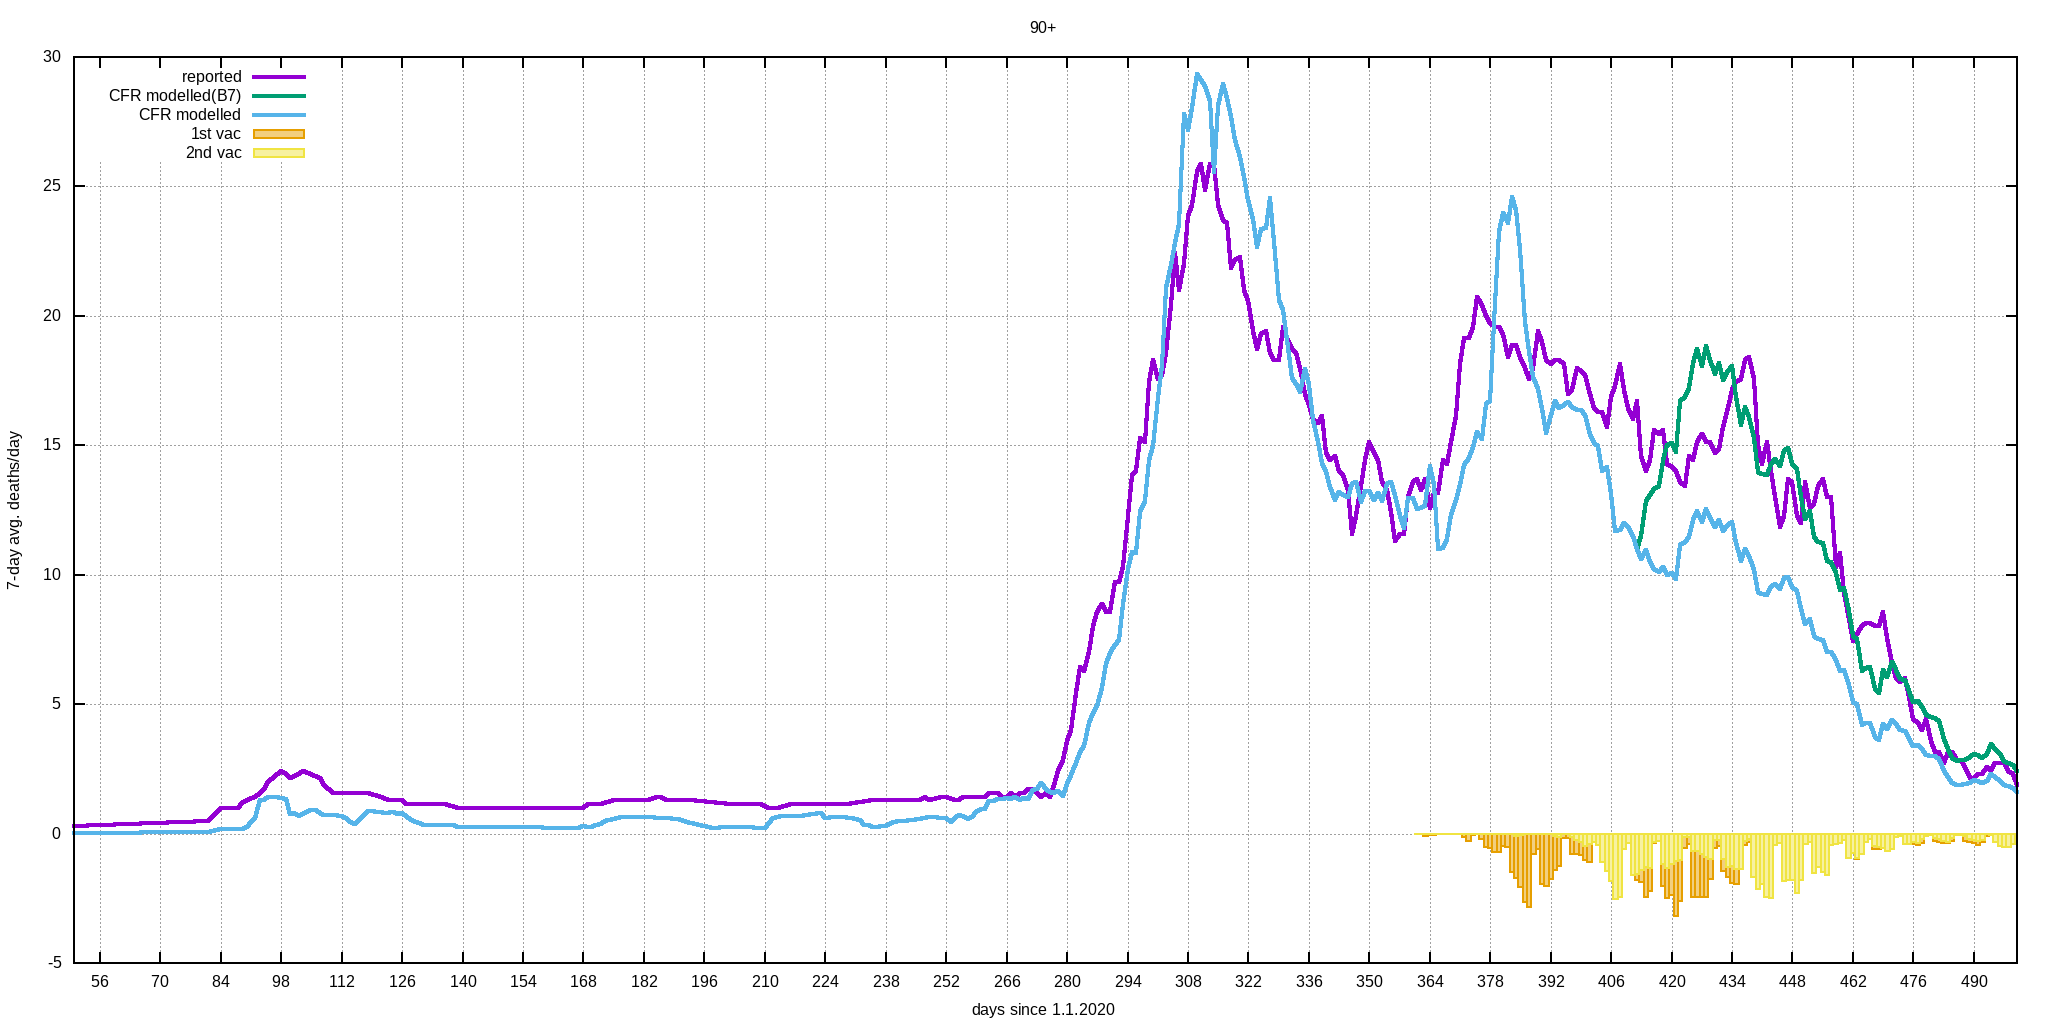 90+
30
25
20
15
10
5
0
-5
7-day avg. deaths/day
reported
CFR modelled(B7)
CFR modelled
1st vac
2nd vac
56 70 84 98 112 126 140 154 168 182 196 210 224 238 252 266 280 294 308 322 336 350 364 378 392 406 420 434 448 462 476 490
days since 1.1.2020